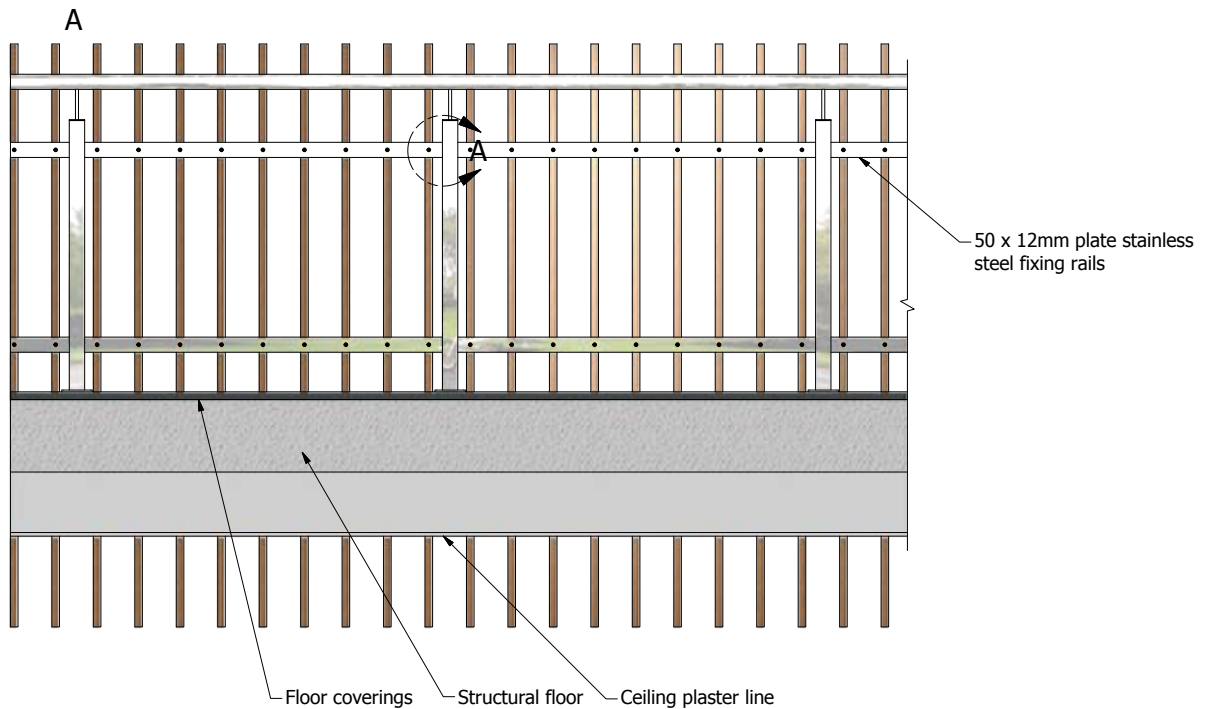 A
A
50 x 12mm plate stainless
steel fixing rails
Floor coverings
Structural floor
Ceiling plaster line